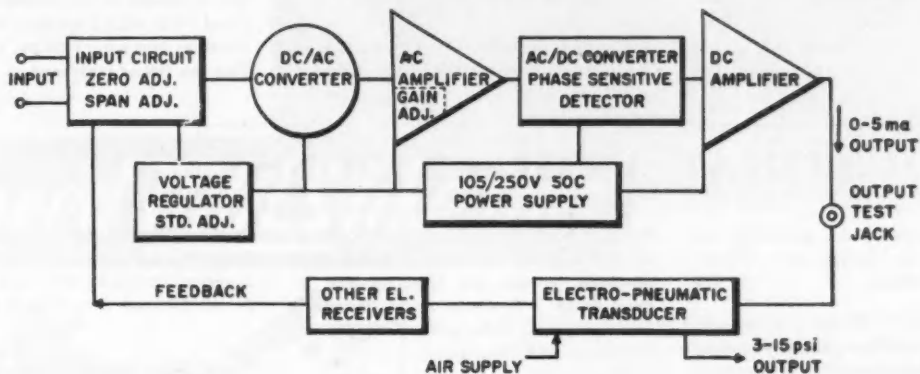 INPUT
INPUT CIRCUIT
ZERO ADJ.
SPAN ADJ.
DC/AC
CONVERTER
AC
AMPLIFIER
GAIN
ADJ.
AC/DC CONVERTER
PHASE SENSITIVE
DETECTOR
DC
AMPLIFIER
0-5 ma
OUTPUT
VOLTAGE
REGULATOR
STD. ADJ.
105/250V 50C
POWER SUPPLY
OUTPUT
TEST
JACK
FEEDBACK
OTHER EL.
RECEIVERS
ELECTRO-PNEUMATIC
TRANSDUCER
AIR SUPPLY
3-15 psi
OUTPUT